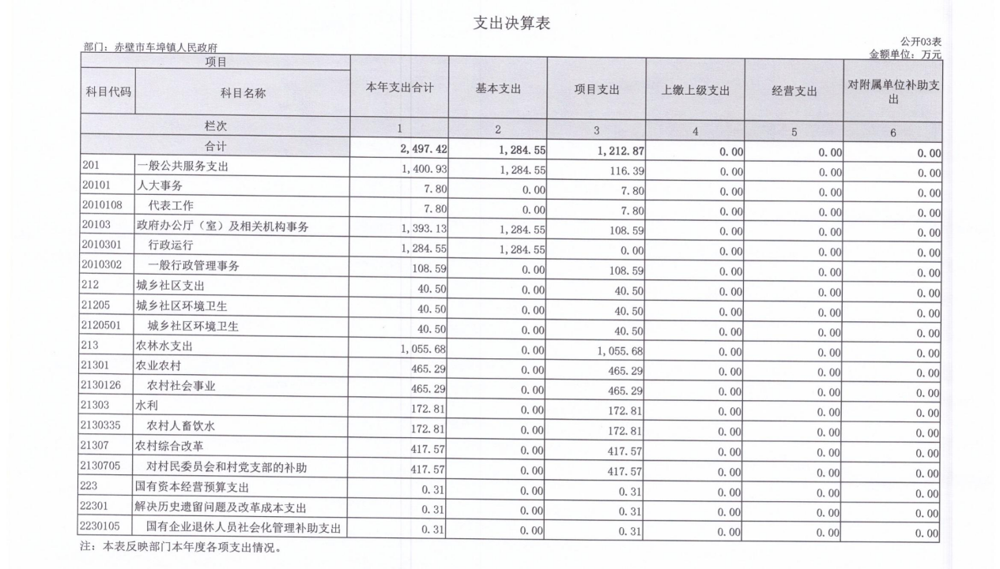 支出决算表
公开03表
部门：赤壁市车埠镇人民政府
金额单位：万元
项目 本年支出合计 基本支出 项目支出 上缴上级支出 经营支出 对附属单位补助支出
科目代码 科目名称
栏次 1 2 3 4 5 6
合计 2,497.42 1,284.55 1,212.87 0.00 0.00 0.00
201 一般公共服务支出 1,400.93 1,284.55 116.39 0.00 0.00 0.00
20101 人大事务 7.80 0.00 7.80 0.00 0.00 0.00
2010108 代表工作 7.80 0.00 7.80 0.00 0.00 0.00
20103 政府办公厅（室）及相关机构事务 1,393.13 1,284.55 108.59 0.00 0.00 0.00
2010301 行政运行 1,284.55 1,284.55 0.00 0.00 0.00 0.00
2010302 一般行政管理事务 108.59 0.00 108.59 0.00 0.00 0.00
212 城乡社区支出 40.50 0.00 40.50 0.00 0.00 0.00
21205 城乡社区环境卫生 40.50 0.00 40.50 0.00 0.00 0.00
2120501 城乡社区环境卫生 40.50 0.00 40.50 0.00 0.00 0.00
213 农林水支出 1,055.68 0.00 1,055.68 0.00 0.00 0.00
21301 农业农村 465.29 0.00 465.29 0.00 0.00 0.00
2130126 农村社会事业 465.29 0.00 465.29 0.00 0.00 0.00
21303 水利 172.81 0.00 172.81 0.00 0.00 0.00
2130335 农村人畜饮水 172.81 0.00 172.81 0.00 0.00 0.00
21307 农村综合改革 417.57 0.00 417.57 0.00 0.00 0.00
2130705 对村民委员会和村党支部的补助 417.57 0.00 417.57 0.00 0.00 0.00
223 国有资本经营预算支出 0.31 0.00 0.31 0.00 0.00 0.00
22301 解决历史遗留问题及改革成本支出 0.31 0.00 0.31 0.00 0.00 0.00
2230105 国有企业退休人员社会化管理补助支出 0.31 0.00 0.31 0.00 0.00 0.00
注：本表反映部门本年度各项支出情况。